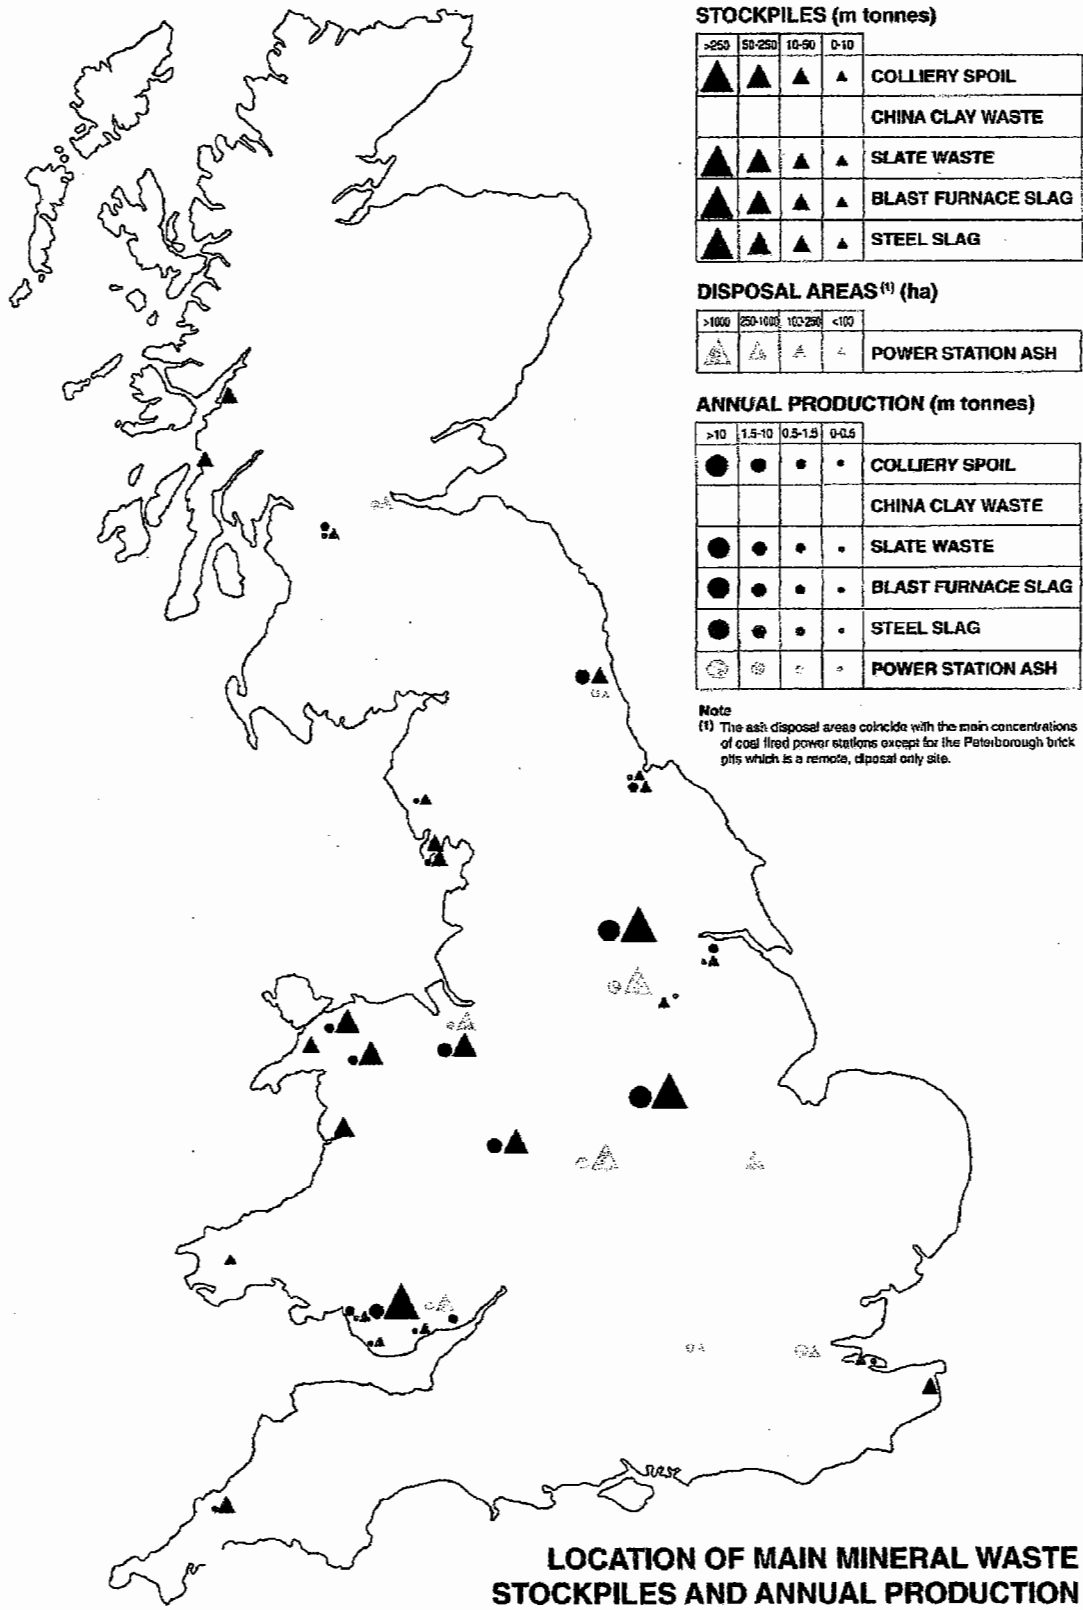 STOCKPILES (m tonnes)
>250 50-250 10-50 0-10
COLLIERY SPOIL
CHINA CLAY WASTE
SLATE WASTE
BLAST FURNACE SLAG
STEEL SLAG
DISPOSAL AREAS(1) (ha)
>1000 250-1000 100-250 <100
POWER STATION ASH
ANNUAL PRODUCTION (m tonnes)
>10 1.5-10 0.5-1.5 0-0.5
COLLIERY SPOIL
CHINA CLAY WASTE
SLATE WASTE
BLAST FURNACE SLAG
STEEL SLAG
POWER STATION ASH
Note
(1) The ash disposal areas coincide with the main concentrations
of coal fired power stations except for the Peterborough brick
pits which is a remote, diposal only site.
LOCATION OF MAIN MINERAL WASTE
STOCKPILES AND ANNUAL PRODUCTION